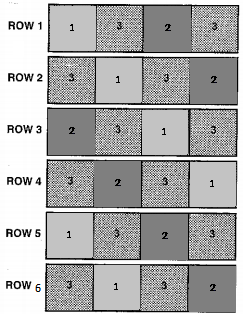 ROW 1 1 3 2 3
ROW 2 3 1 3 2
ROW 3 2 3 1 3
ROW 4 3 2 3 1
ROW 5 1 3 2 3
ROW 6 3 1 3 2